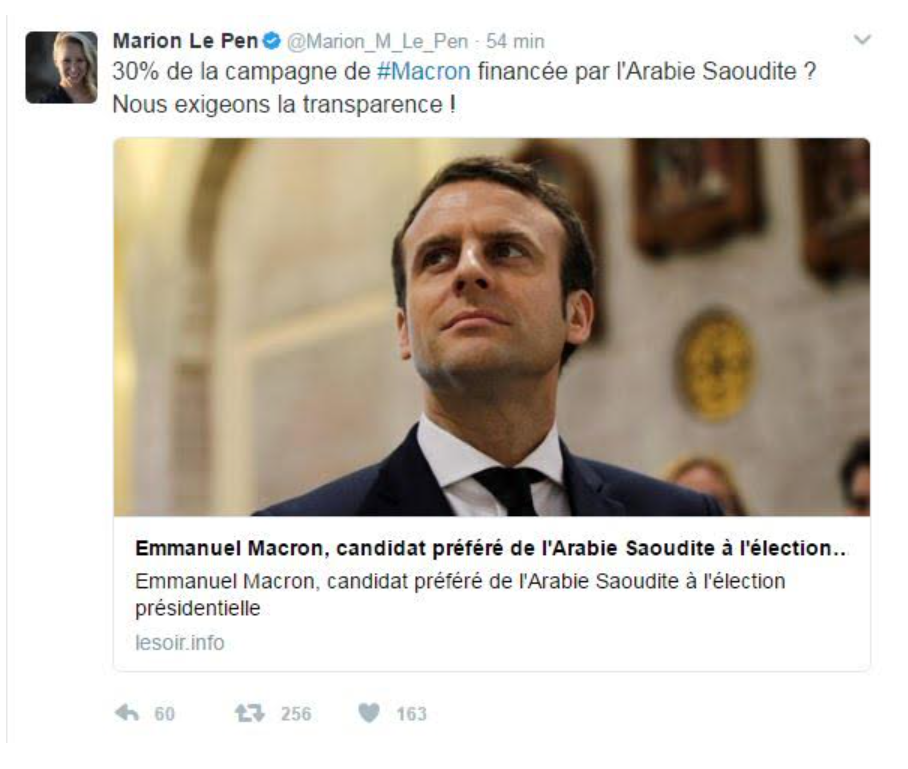 Marion Le Pen @Marion_M_Le_Pen · 54 min
30% de la campagne de #Macron financée par l'Arabie Saoudite ?
Nous exigeons la transparence !
Emmanuel Macron, candidat préféré de l'Arabie Saoudite à l'élection...
Emmanuel Macron, candidat préféré de l'Arabie Saoudite à l'élection
présidentielle
lesoir.info
60 256 163